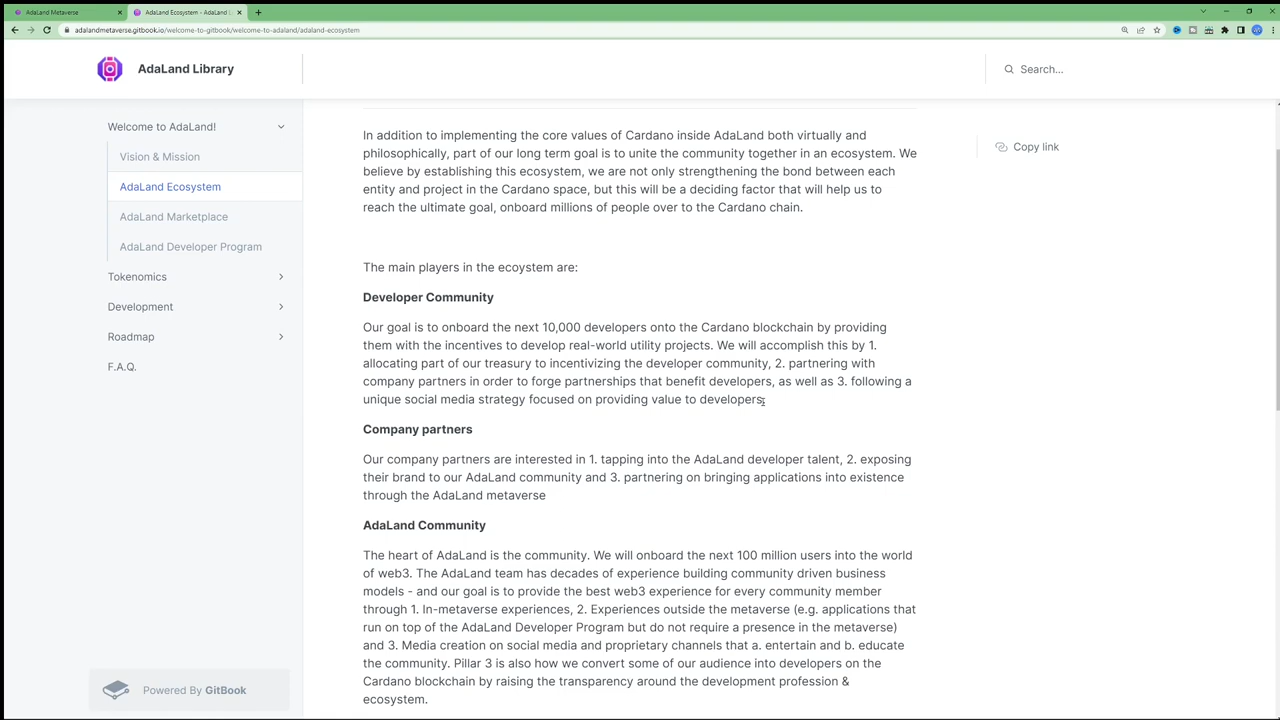 AdaLand Metaverse
AdaLand Ecosystem - AdaLand L
adalandmetaverse.gitbook.io/welcome-to-gitbook/welcome-to-adaland/adaland-ecosystem
AdaLand Library
Search...
Welcome to AdaLand!
Vision & Mission
AdaLand Ecosystem
AdaLand Marketplace
AdaLand Developer Program
Tokenomics
Development
Roadmap
F.A.Q.
Powered By GitBook
In addition to implementing the core values of Cardano inside AdaLand both virtually and
philosophically, part of our long term goal is to unite the community together in an ecosystem. We
believe by establishing this ecosystem, we are not only strengthening the bond between each
entity and project in the Cardano space, but this will be a deciding factor that will help us to
reach the ultimate goal, onboard millions of people over to the Cardano chain.
The main players in the ecoystem are:
Developer Community
Our goal is to onboard the next 10,000 developers onto the Cardano blockchain by providing
them with the incentives to develop real-world utility projects. We will accomplish this by 1.
allocating part of our treasury to incentivizing the developer community, 2. partnering with
company partners in order to forge partnerships that benefit developers, as well as 3. following a
unique social media strategy focused on providing value to developers.
Company partners
Our company partners are interested in 1. tapping into the AdaLand developer talent, 2. exposing
their brand to our AdaLand community and 3. partnering on bringing applications into existence
through the AdaLand metaverse
AdaLand Community
The heart of AdaLand is the community. We will onboard the next 100 million users into the world
of web3. The AdaLand team has decades of experience building community driven business
models - and our goal is to provide the best web3 experience for every community member
through 1. In-metaverse experiences, 2. Experiences outside the metaverse (e.g. applications that
run on top of the AdaLand Developer Program but do not require a presence in the metaverse)
and 3. Media creation on social media and proprietary channels that a. entertain and b. educate
the community. Pillar 3 is also how we convert some of our audience into developers on the
Cardano blockchain by raising the transparency around the development profession &
ecosystem.
Copy link